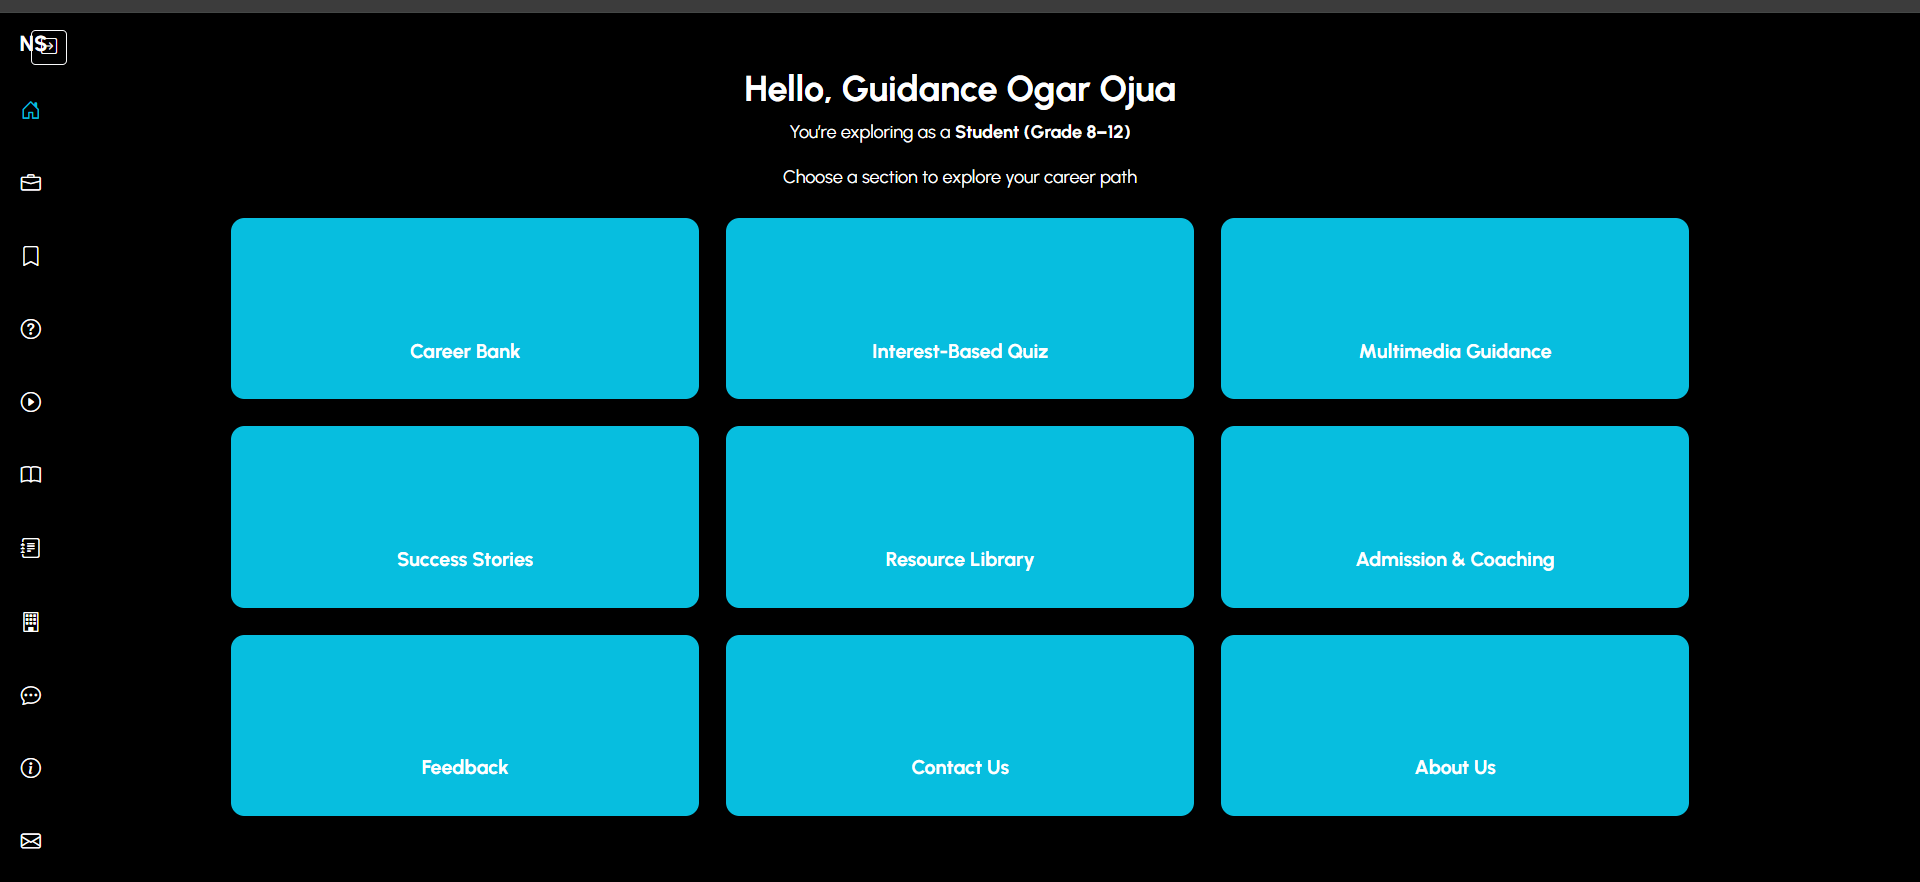 NS
Hello, Guidance Ogar Ojua
You're exploring as a Student (Grade 8–12)
Choose a section to explore your career path
Career Bank
Interest-Based Quiz
Multimedia Guidance
Success Stories
Resource Library
Admission & Coaching
Feedback
Contact Us
About Us